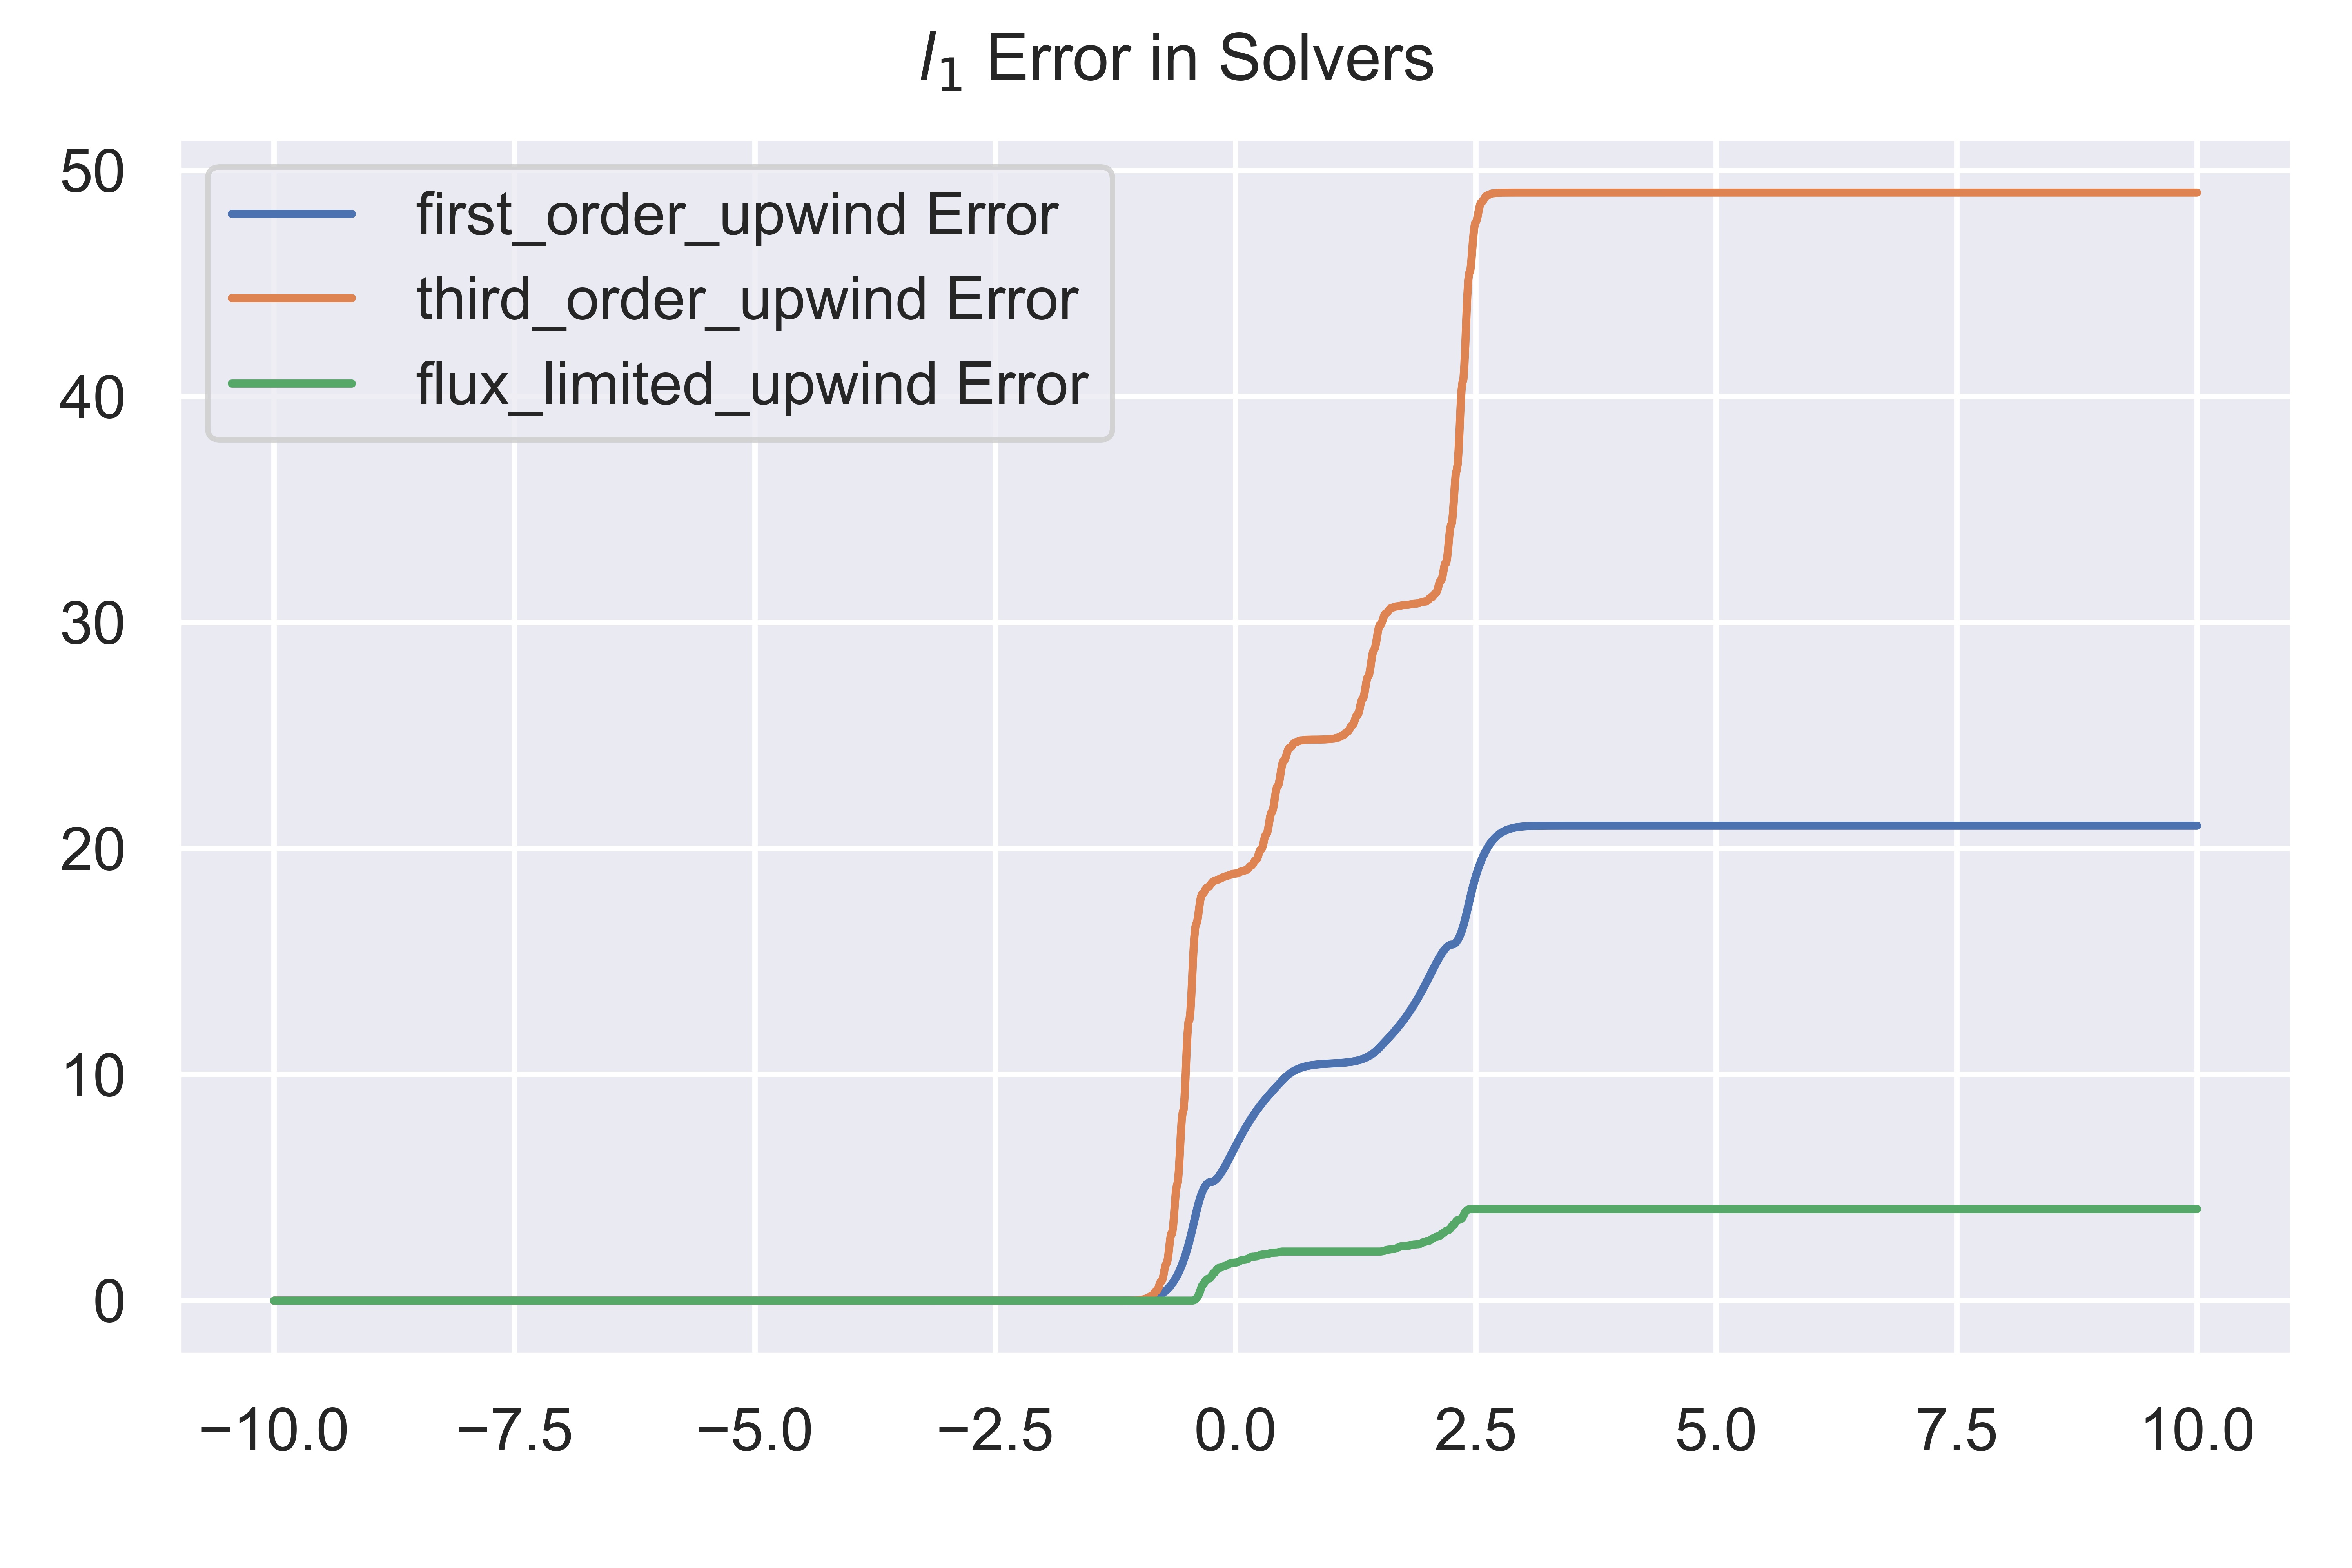 l₁ Error in Solvers
50
40
30
20
10
0
first_order_upwind Error
third_order_upwind Error
flux_limited_upwind Error
−10.0 −7.5 −5.0 −2.5 0.0 2.5 5.0 7.5 10.0